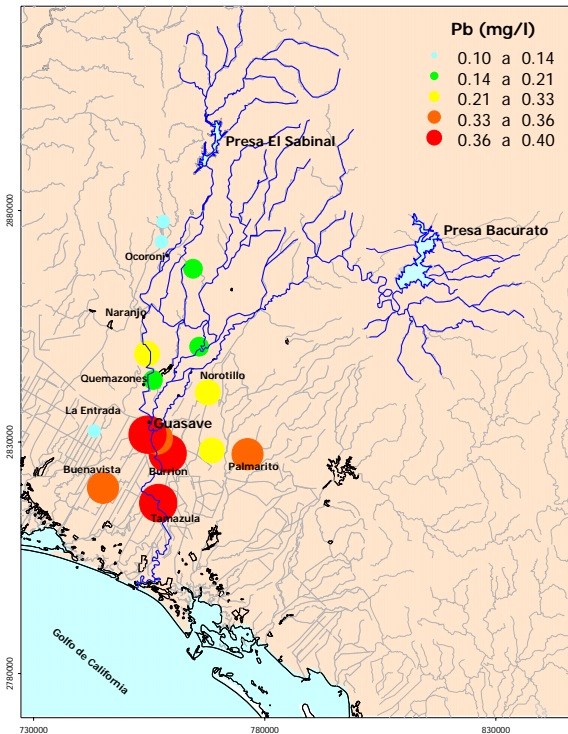 Pb (mg/l)
0.10 a 0.14
0.14 a 0.21
0.21 a 0.33
0.33 a 0.36
0.36 a 0.40
Presa El Sabinal
2880000
Presa Bacurato
Ocoroni
Naranjo
Quemazones
Norotillo
La Entrada
Guasave
2830000
Buenavista
Burrion
Palmarito
Tamazula
Golfo de California
2780000
730000
780000
830000